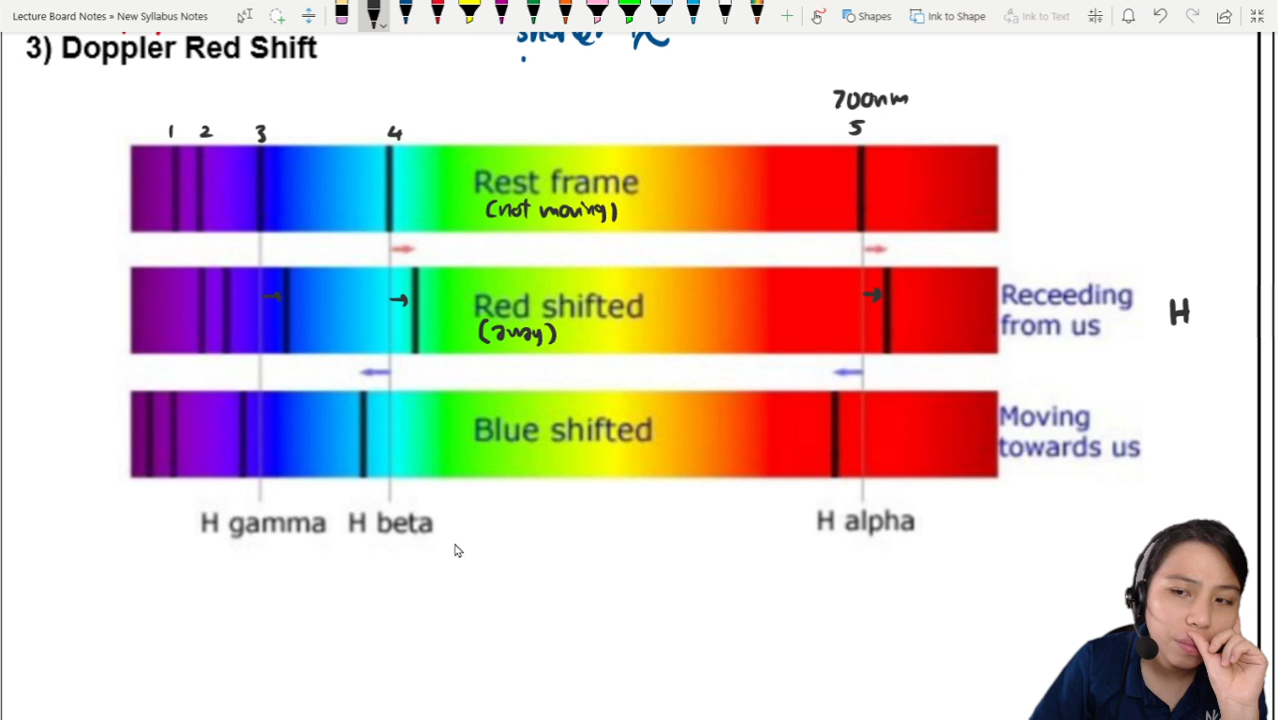 Lecture Board Notes » New Syllabus Notes
Shapes
Ink to Shape
Ink to Text
3) Doppler Red Shift
700nm
1 2 3 4 5
Rest frame
(not moving)
Red shifted
(away)
Receeding
from us
H
Blue shifted
Moving
towards us
H gamma H beta H alpha